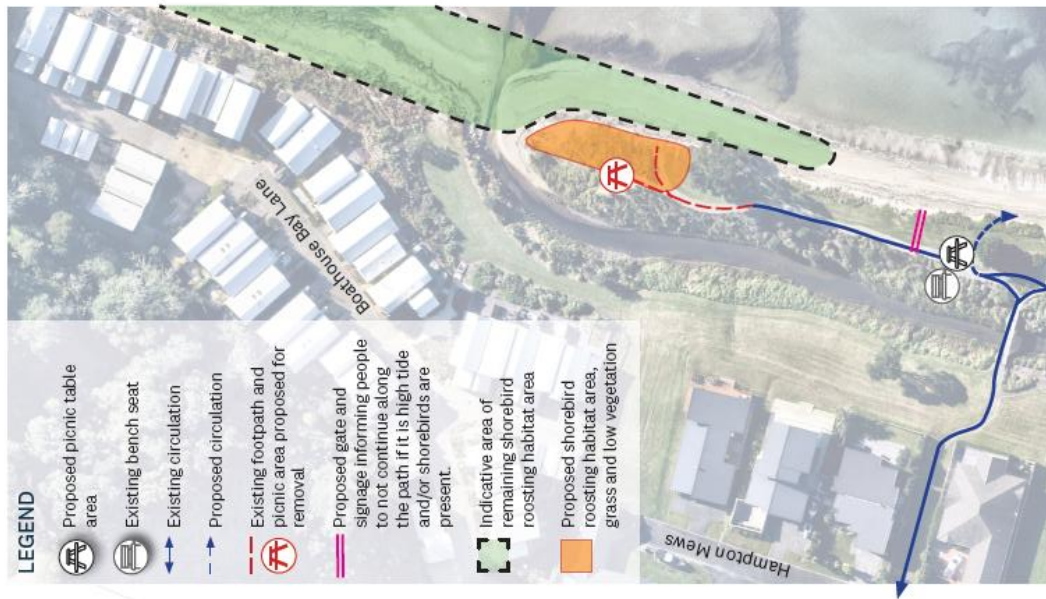 LEGEND
Proposed picnic table
area
Existing bench seat
Existing circulation
Proposed circulation
Existing footpath and
picnic area proposed for
removal
Proposed gate and
signage informing people
to not continue along
the path if it is high tide
and/or shorebirds are
present.
Indicative area of
remaining shorebird
roosting habitat area
Proposed shorebird
roosting habitat area,
grass and low vegetation
Boathouse Bay Lane
Hampton Mews